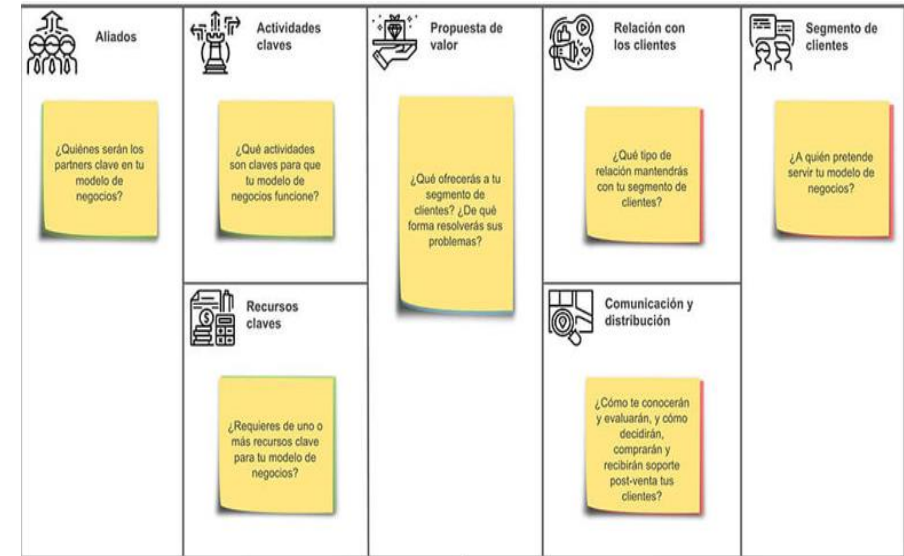 Aliados
¿Quiénes serán los
partners clave en tu
modelo de
negocios?
Actividades
claves
¿Qué actividades
son claves para que
tu modelo de
negocios funcione?
Recursos
claves
¿Requieres de uno o
más recursos clave
para tu modelo de
negocios?
Propuesta de
valor
¿Qué ofrecerás a tu
segmento de
clientes? ¿De qué
forma resolverás sus
problemas?
Relación con
los clientes
¿Qué tipo de
relación mantendrás
con tu segmento de
clientes?
Comunicación y
distribución
¿Cómo te conocerán
y evaluarán, y cómo
decidirán,
comprarán y
recibirán soporte
post-venta tus
clientes?
Segmento de
clientes
¿A quién pretende
servir tu modelo de
negocios?